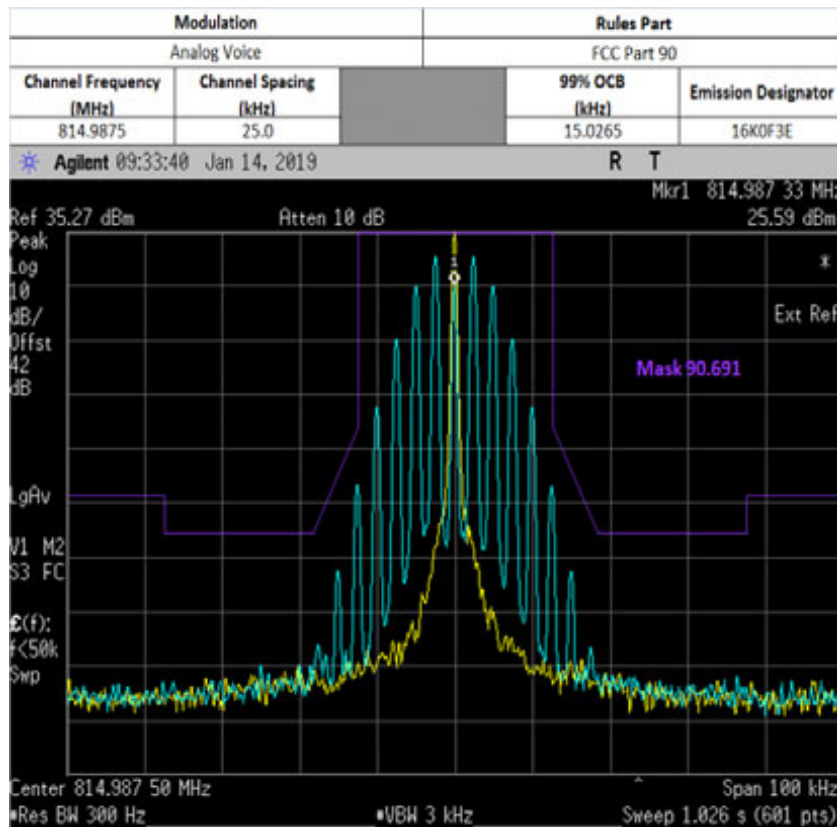 Modulation Rules Part
Analog Voice FCC Part 90
Channel Frequency (MHz) Channel Spacing (kHz) 99% OCB (kHz) Emission Designator
814.9875 25.0 15.0265 16K0F3E
Agilent 09:33:40 Jan 14, 2019 R T
Mkr1 814.987 33 MHz
Ref 35.27 dBm Atten 10 dB 25.59 dBm
Peak
Log
10
dB/
Offst
42
dB
1
*
Ext Ref
Mask 90.691
LgAv
V1 M2
S3 FC
£(f):
f<50k
Swp
Center 814.987 50 MHz ^ Span 100 kHz
*Res BW 300 Hz *VBW 3 kHz Sweep 1.026 s (601 pts)